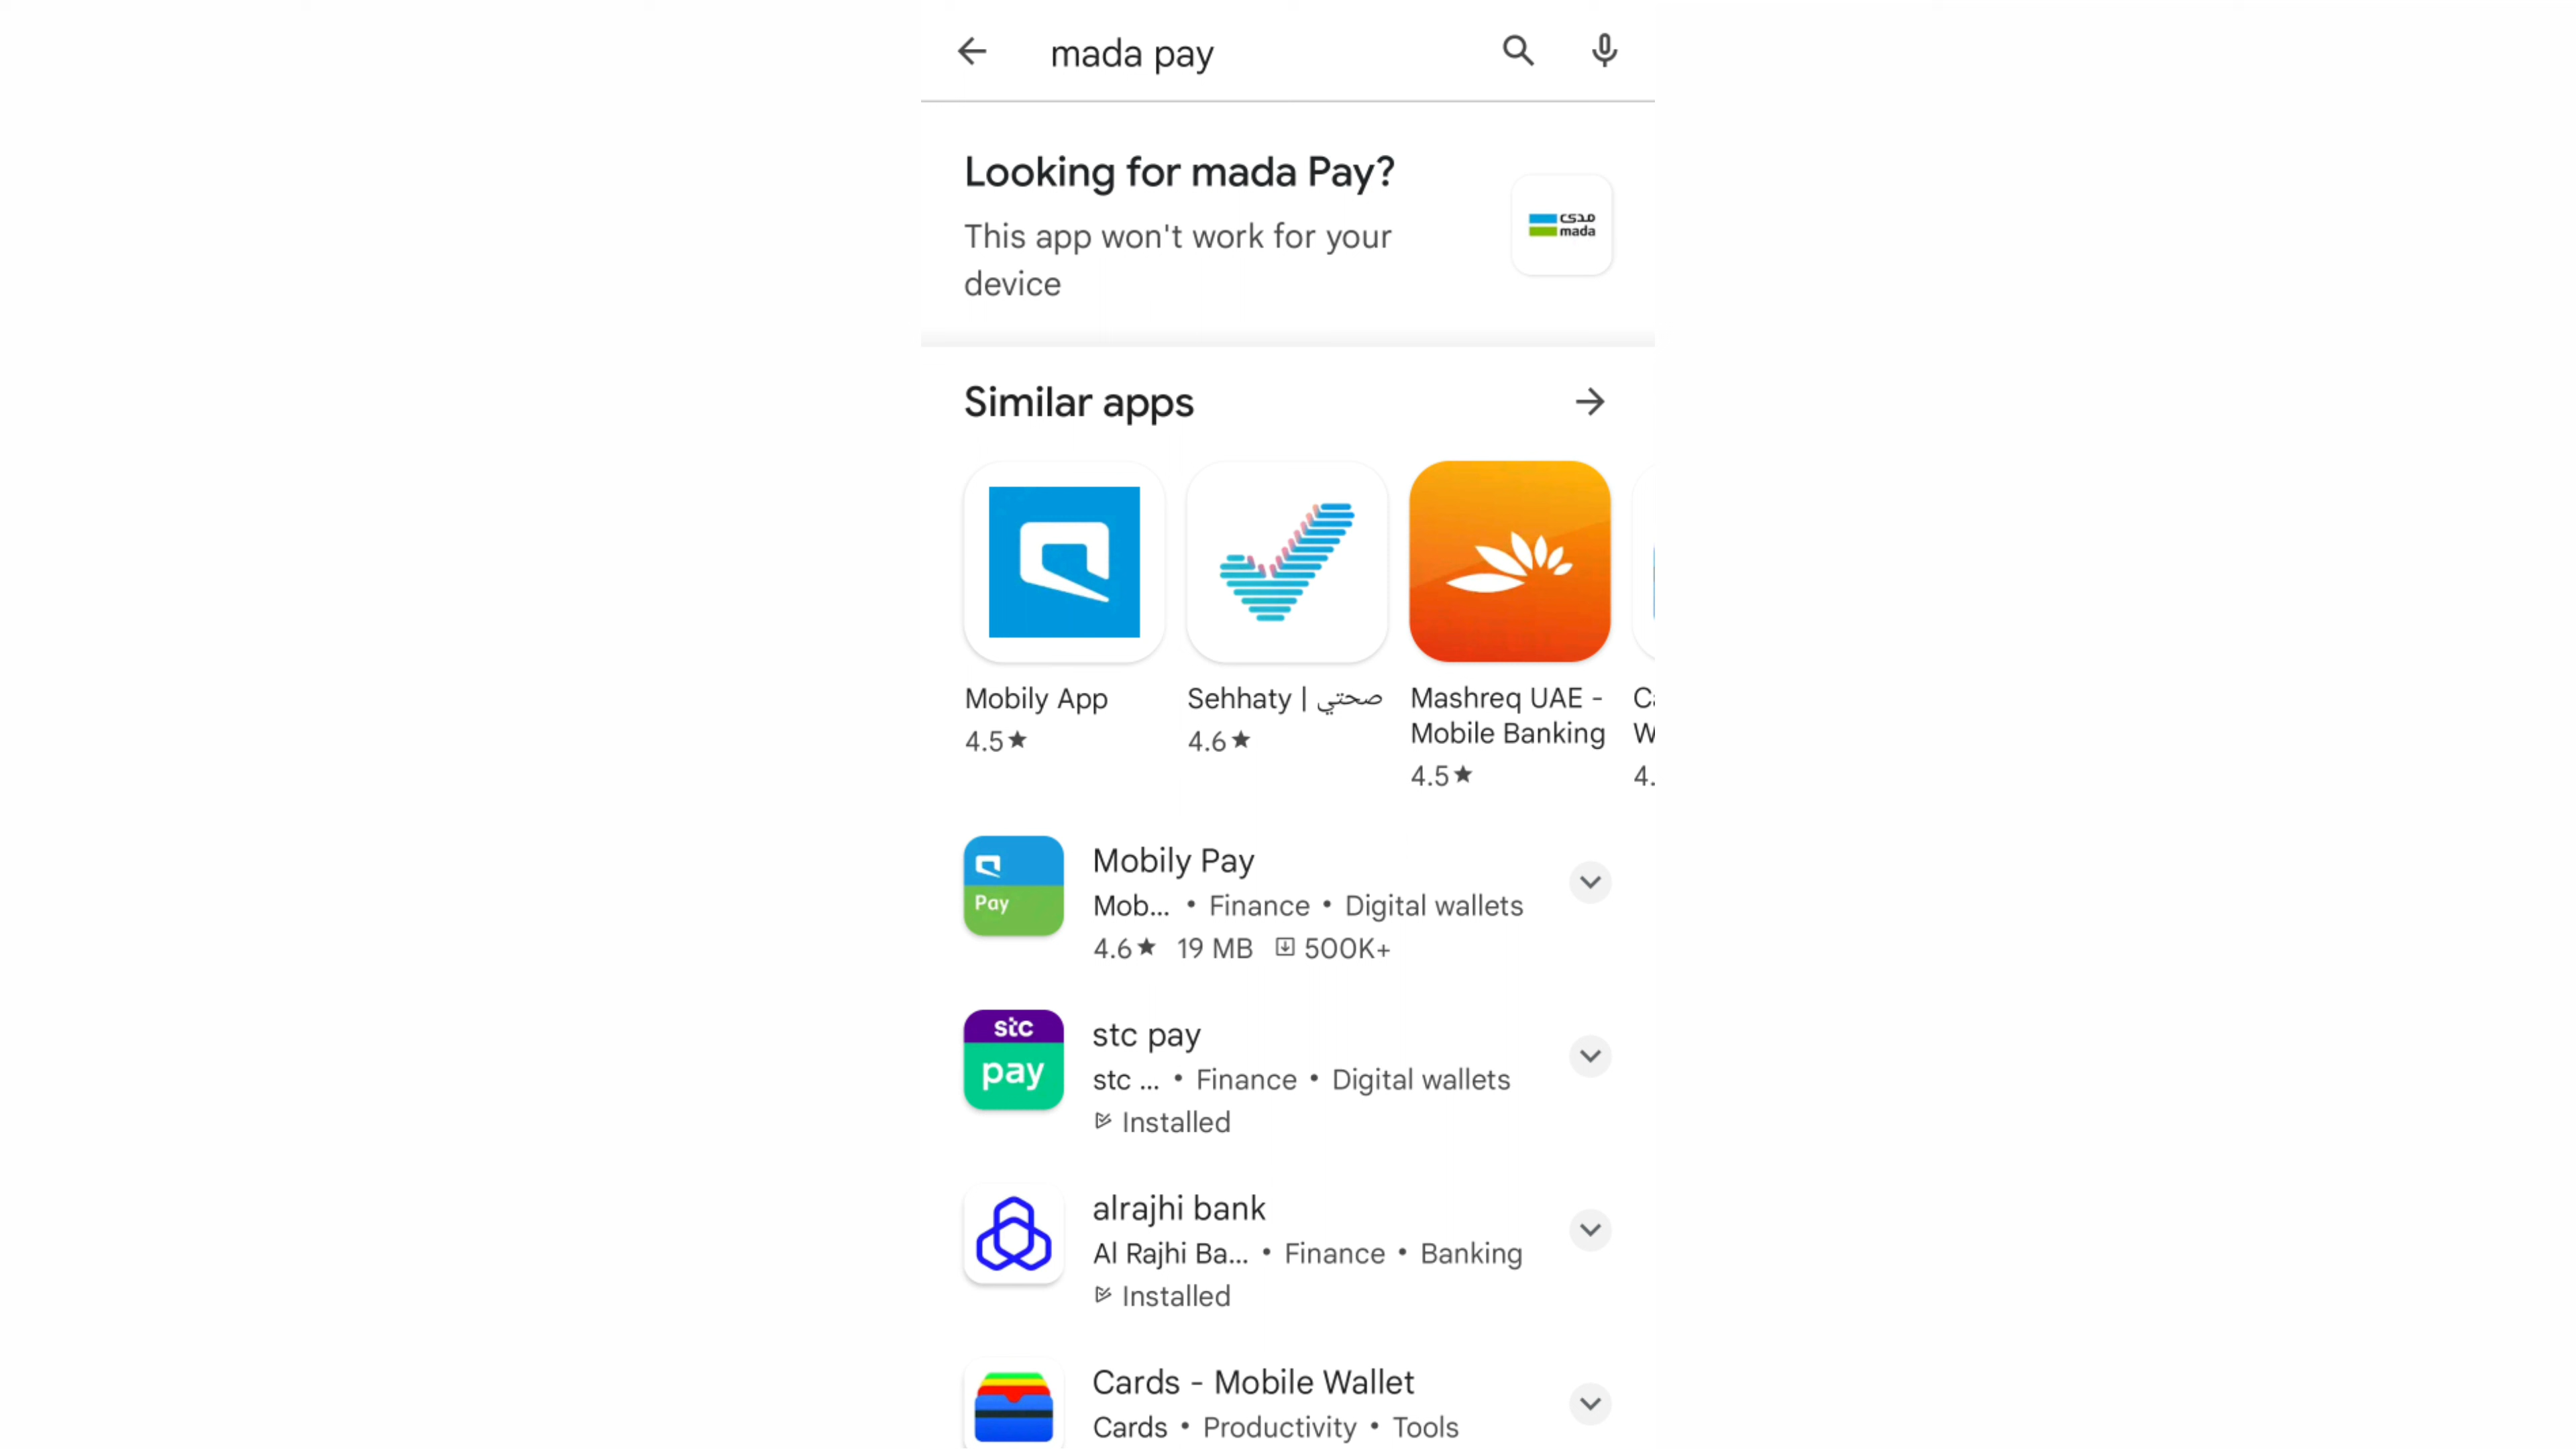 mada pay
Looking for mada Pay?
This app won't work for your
device
مدى
mada
Similar apps
Mobily App
4.5★
Sehhaty | صحتي
4.6★
Mashreq UAE -
Mobile Banking
4.5★
4.
Pay
Mobily Pay
Mob... • Finance • Digital wallets
4.6★ 19 MB 500K+
stc
pay
stc pay
stc ... • Finance • Digital wallets
Installed
alrajhi bank
Al Rajhi Ba... • Finance • Banking
Installed
Cards - Mobile Wallet
Cards • Productivity • Tools